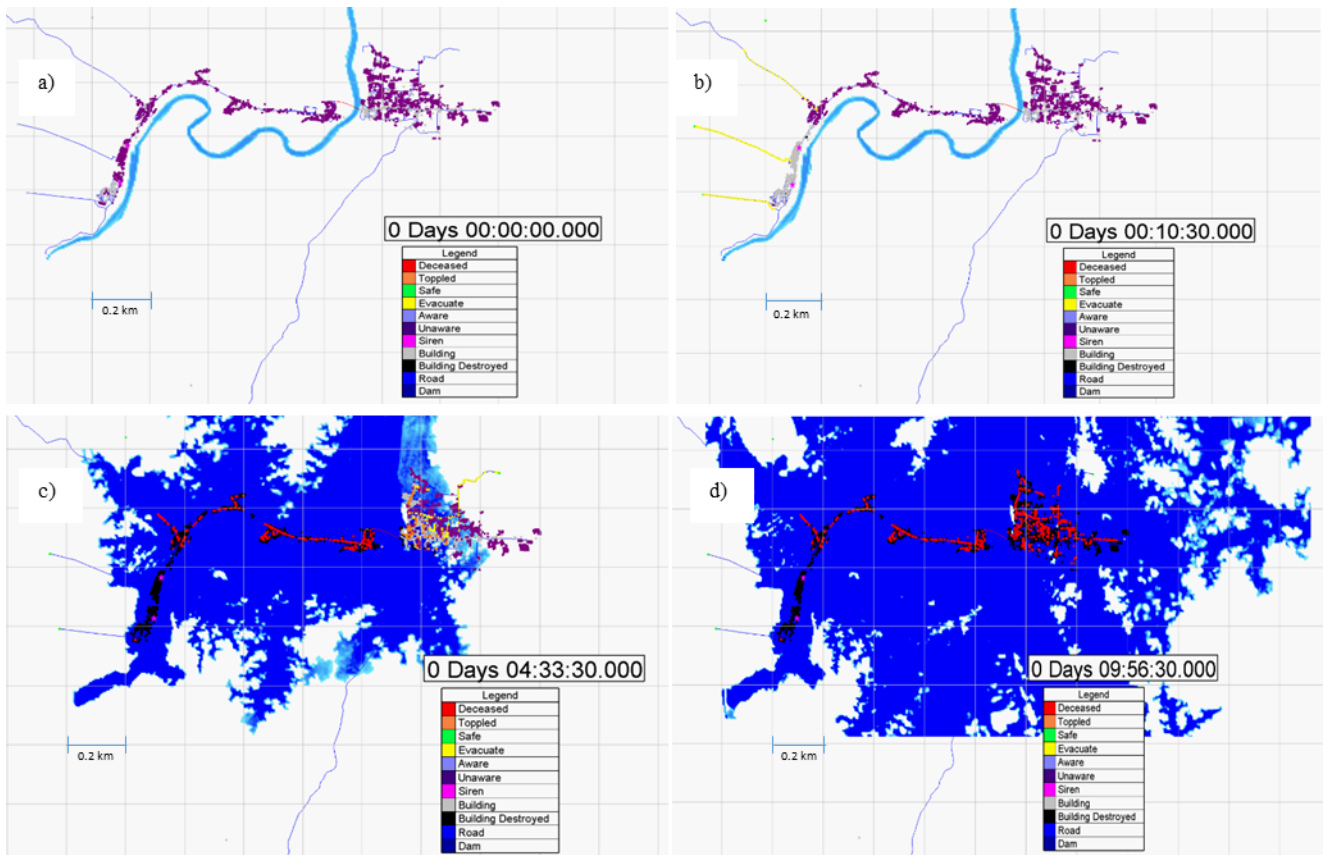 a)
0 Days 00:00:00.000
Legend
Deceased
Toppled
Safe
Evacuate
Aware
Unaware
Siren
Building
Building Destroyed
Road
Dam
0.2 km
b)
0 Days 00:10:30.000
Legend
Deceased
Toppled
Safe
Evacuate
Aware
Unaware
Siren
Building
Building Destroyed
Road
Dam
0.2 km
c)
0 Days 04:33:30.000
Legend
Deceased
Toppled
Safe
Evacuate
Aware
Unaware
Siren
Building
Building Destroyed
Road
Dam
0.2 km
d)
0 Days 09:56:30.000
Legend
Deceased
Toppled
Safe
Evacuate
Aware
Unaware
Siren
Building
Building Destroyed
Road
Dam
0.2 km